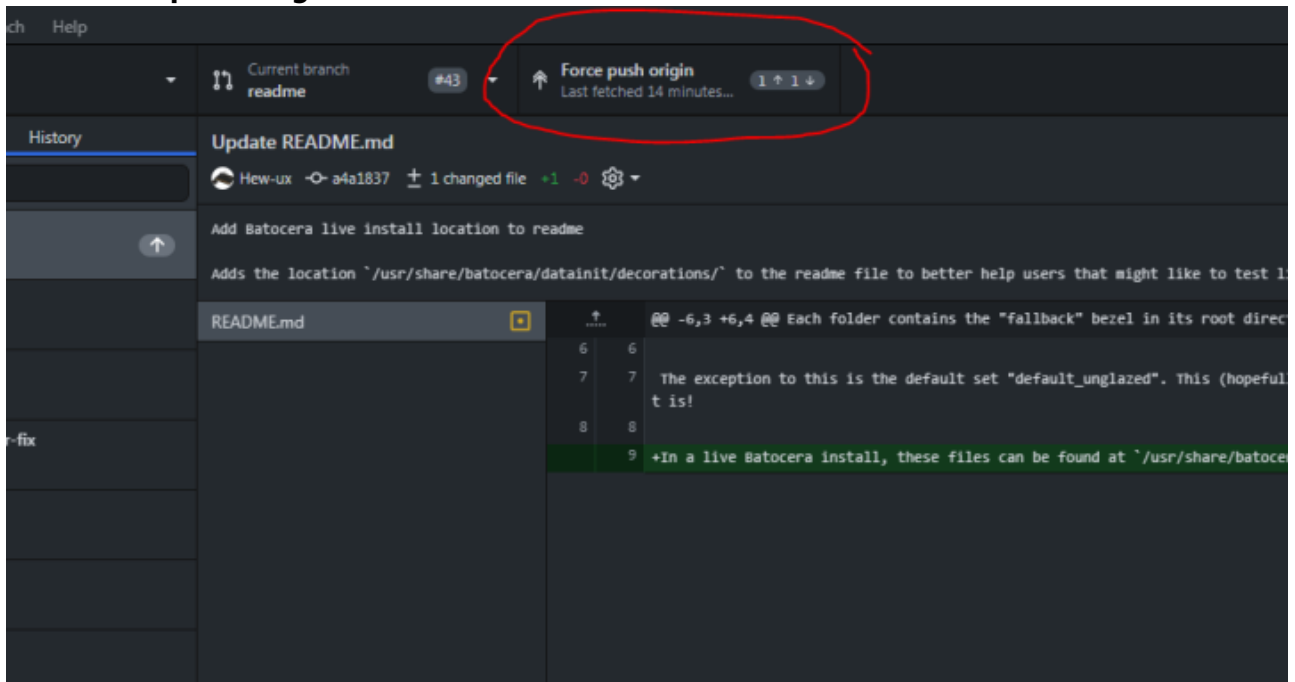 Help
Current branch
readme
#43
Force push origin
Last fetched 14 minutes...
1 ↑ 1 ↓
History
Update README.md
Hew-ux a4a1837 1 changed file +1 -0
Add Batocera live install location to readme
Adds the location `/usr/share/batocera/datainit/decorations/` to the readme file to better help users that might like to test
README.md
@@ -6,3 +6,4 @@ Each folder contains the "fallback" bezel in its root
6 6
7 7 The exception to this is the default set "default_unglazed". This
t is!
8 8
9 +In a live Batocera install, these files can be found at `/usr/share/
r-fix